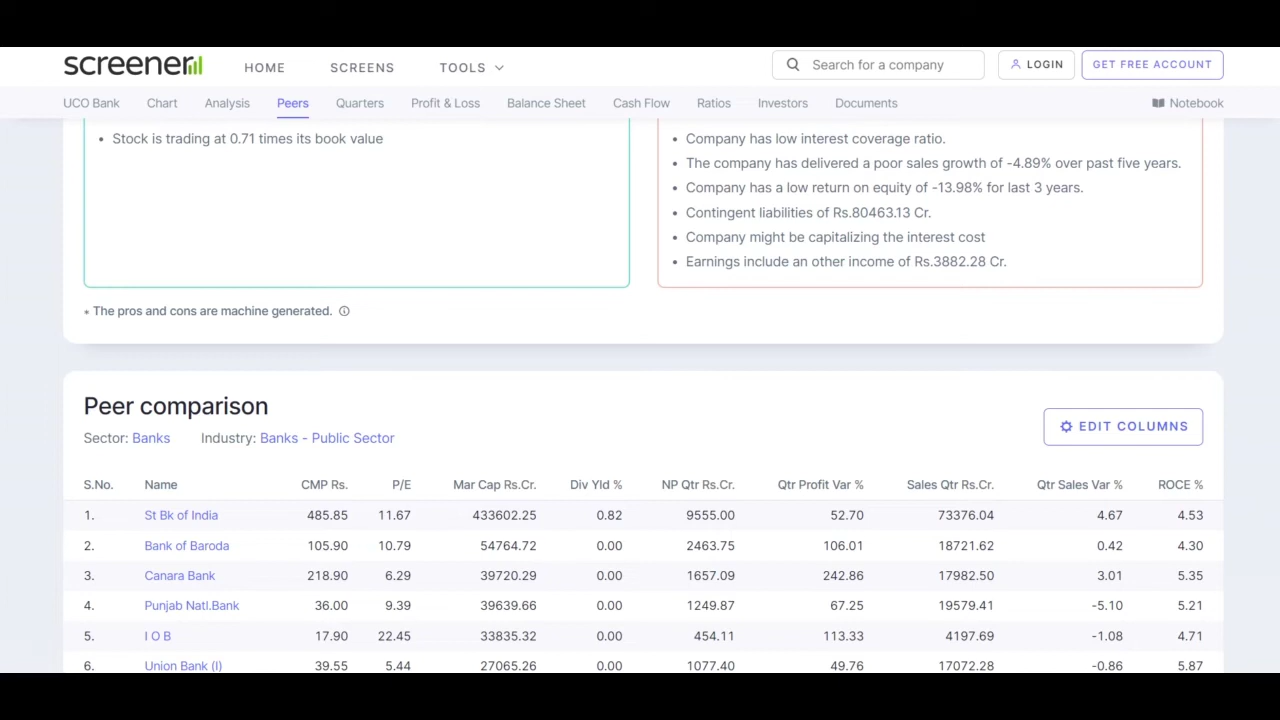 screener
HOME SCREENS TOOLS Search for a company LOGIN GET FREE ACCOUNT
UCO Bank Chart Analysis Peers Quarters Profit & Loss Balance Sheet Cash Flow Ratios Investors Documents Notebook
• Stock is trading at 0.71 times its book value
• Company has low interest coverage ratio.
• The company has delivered a poor sales growth of -4.89% over past five years.
• Company has a low return on equity of -13.98% for last 3 years.
• Contingent liabilities of Rs.80463.13 Cr.
• Company might be capitalizing the interest cost
• Earnings include an other income of Rs.3882.28 Cr.
* The pros and cons are machine generated.
Peer comparison
Sector: Banks Industry: Banks - Public Sector
EDIT COLUMNS
S.No. Name CMP Rs. P/E Mar Cap Rs.Cr. Div Yld % NP Qtr Rs.Cr. Qtr Profit Var % Sales Qtr Rs.Cr. Qtr Sales Var % ROCE %
1. St Bk of India 485.85 11.67 433602.25 0.82 9555.00 52.70 73376.04 4.67 4.53
2. Bank of Baroda 105.90 10.79 54764.72 0.00 2463.75 106.01 18721.62 0.42 4.30
3. Canara Bank 218.90 6.29 39720.29 0.00 1657.09 242.86 17982.50 3.01 5.35
4. Punjab Natl.Bank 36.00 9.39 39639.66 0.00 1249.87 67.25 19579.41 -5.10 5.21
5. I O B 17.90 22.45 33835.32 0.00 454.11 113.33 4197.69 -1.08 4.71
6. Union Bank (I) 39.55 5.44 27065.26 0.00 1077.40 49.76 17072.28 -0.86 5.87